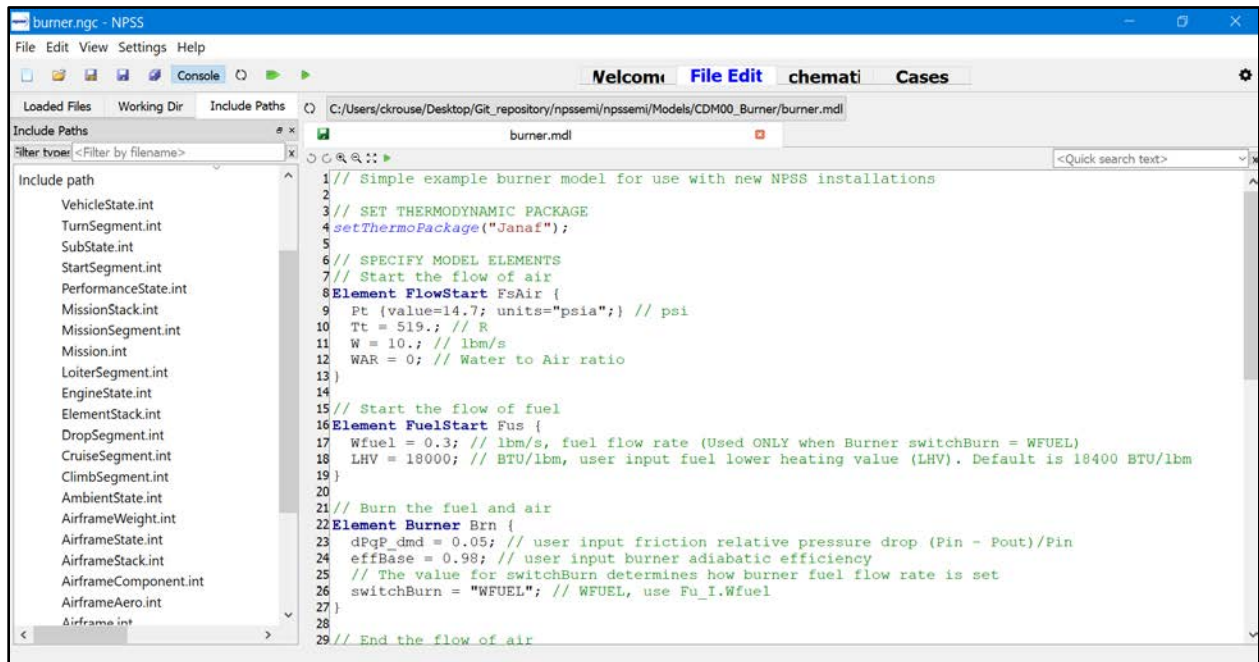 burner.ngc - NPSS
File Edit View Settings Help
Console
Welcome File Edit chemati Cases
Loaded Files Working Dir Include Paths
C:/Users/ckrouse/Desktop/Git_repository/npssemi/npssemi/Models/CDM00_Burner/burner.mdl
Include Paths
burner.mdl
Filter types <Filter by filename> x
<Quick search text>
Include path
VehicleState.int
TurnSegment.int
SubState.int
StartSegment.int
PerformanceState.int
MissionStack.int
MissionSegment.int
Mission.int
LoiterSegment.int
EngineState.int
ElementStack.int
DropSegment.int
CruiseSegment.int
ClimbSegment.int
AmbientState.int
AirframeWeight.int
AirframeState.int
AirframeStack.int
AirframeComponent.int
AirframeAero.int
Airframe.int
1 // Simple example burner model for use with new NPSS installations
2
3 // SET THERMODYNAMIC PACKAGE
4 setThermoPackage("Janaf");
5
6 // SPECIFY MODEL ELEMENTS
7 // Start the flow of air
8 Element FlowStart FsAir {
9 Pt {value=14.7; units="psia";} // psi
10 Tt = 519.; // R
11 W = 10.; // lbm/s
12 WAR = 0; // Water to Air ratio
13 }
14
15 // Start the flow of fuel
16 Element FuelStart Fus {
17 Wfuel = 0.3; // lbm/s, fuel flow rate (Used ONLY when Burner switchBurn = WFUEL)
18 LHV = 18000; // BTU/lbm, user input fuel lower heating value (LHV). Default is 18400 BTU/lbm
19 }
20
21 // Burn the fuel and air
22 Element Burner Brn {
23 dPqP_dmd = 0.05; // user input friction relative pressure drop (Pin - Pout)/Pin
24 effBase = 0.98; // user input burner adiabatic efficiency
25 // The value for switchBurn determines how burner fuel flow rate is set
26 switchBurn = "WFUEL"; // WFUEL, use Fu_I.Wfuel
27 }
28
29 // End the flow of air